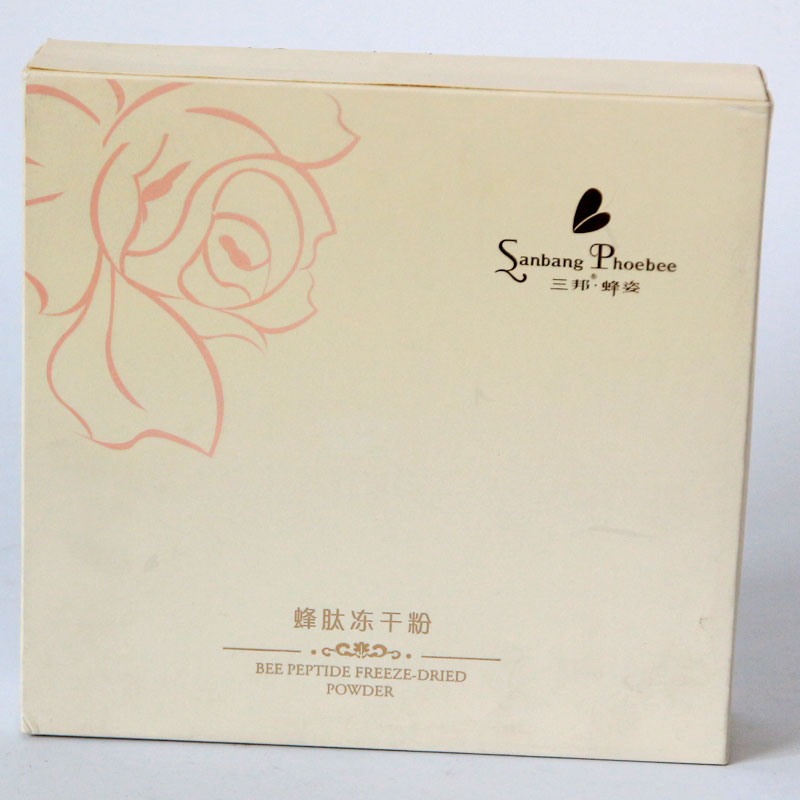 Sanbang Phoebee
三邦®·蜂姿
蜂肽冻干粉
BEE PEPTIDE FREEZE-DRIED
POWDER